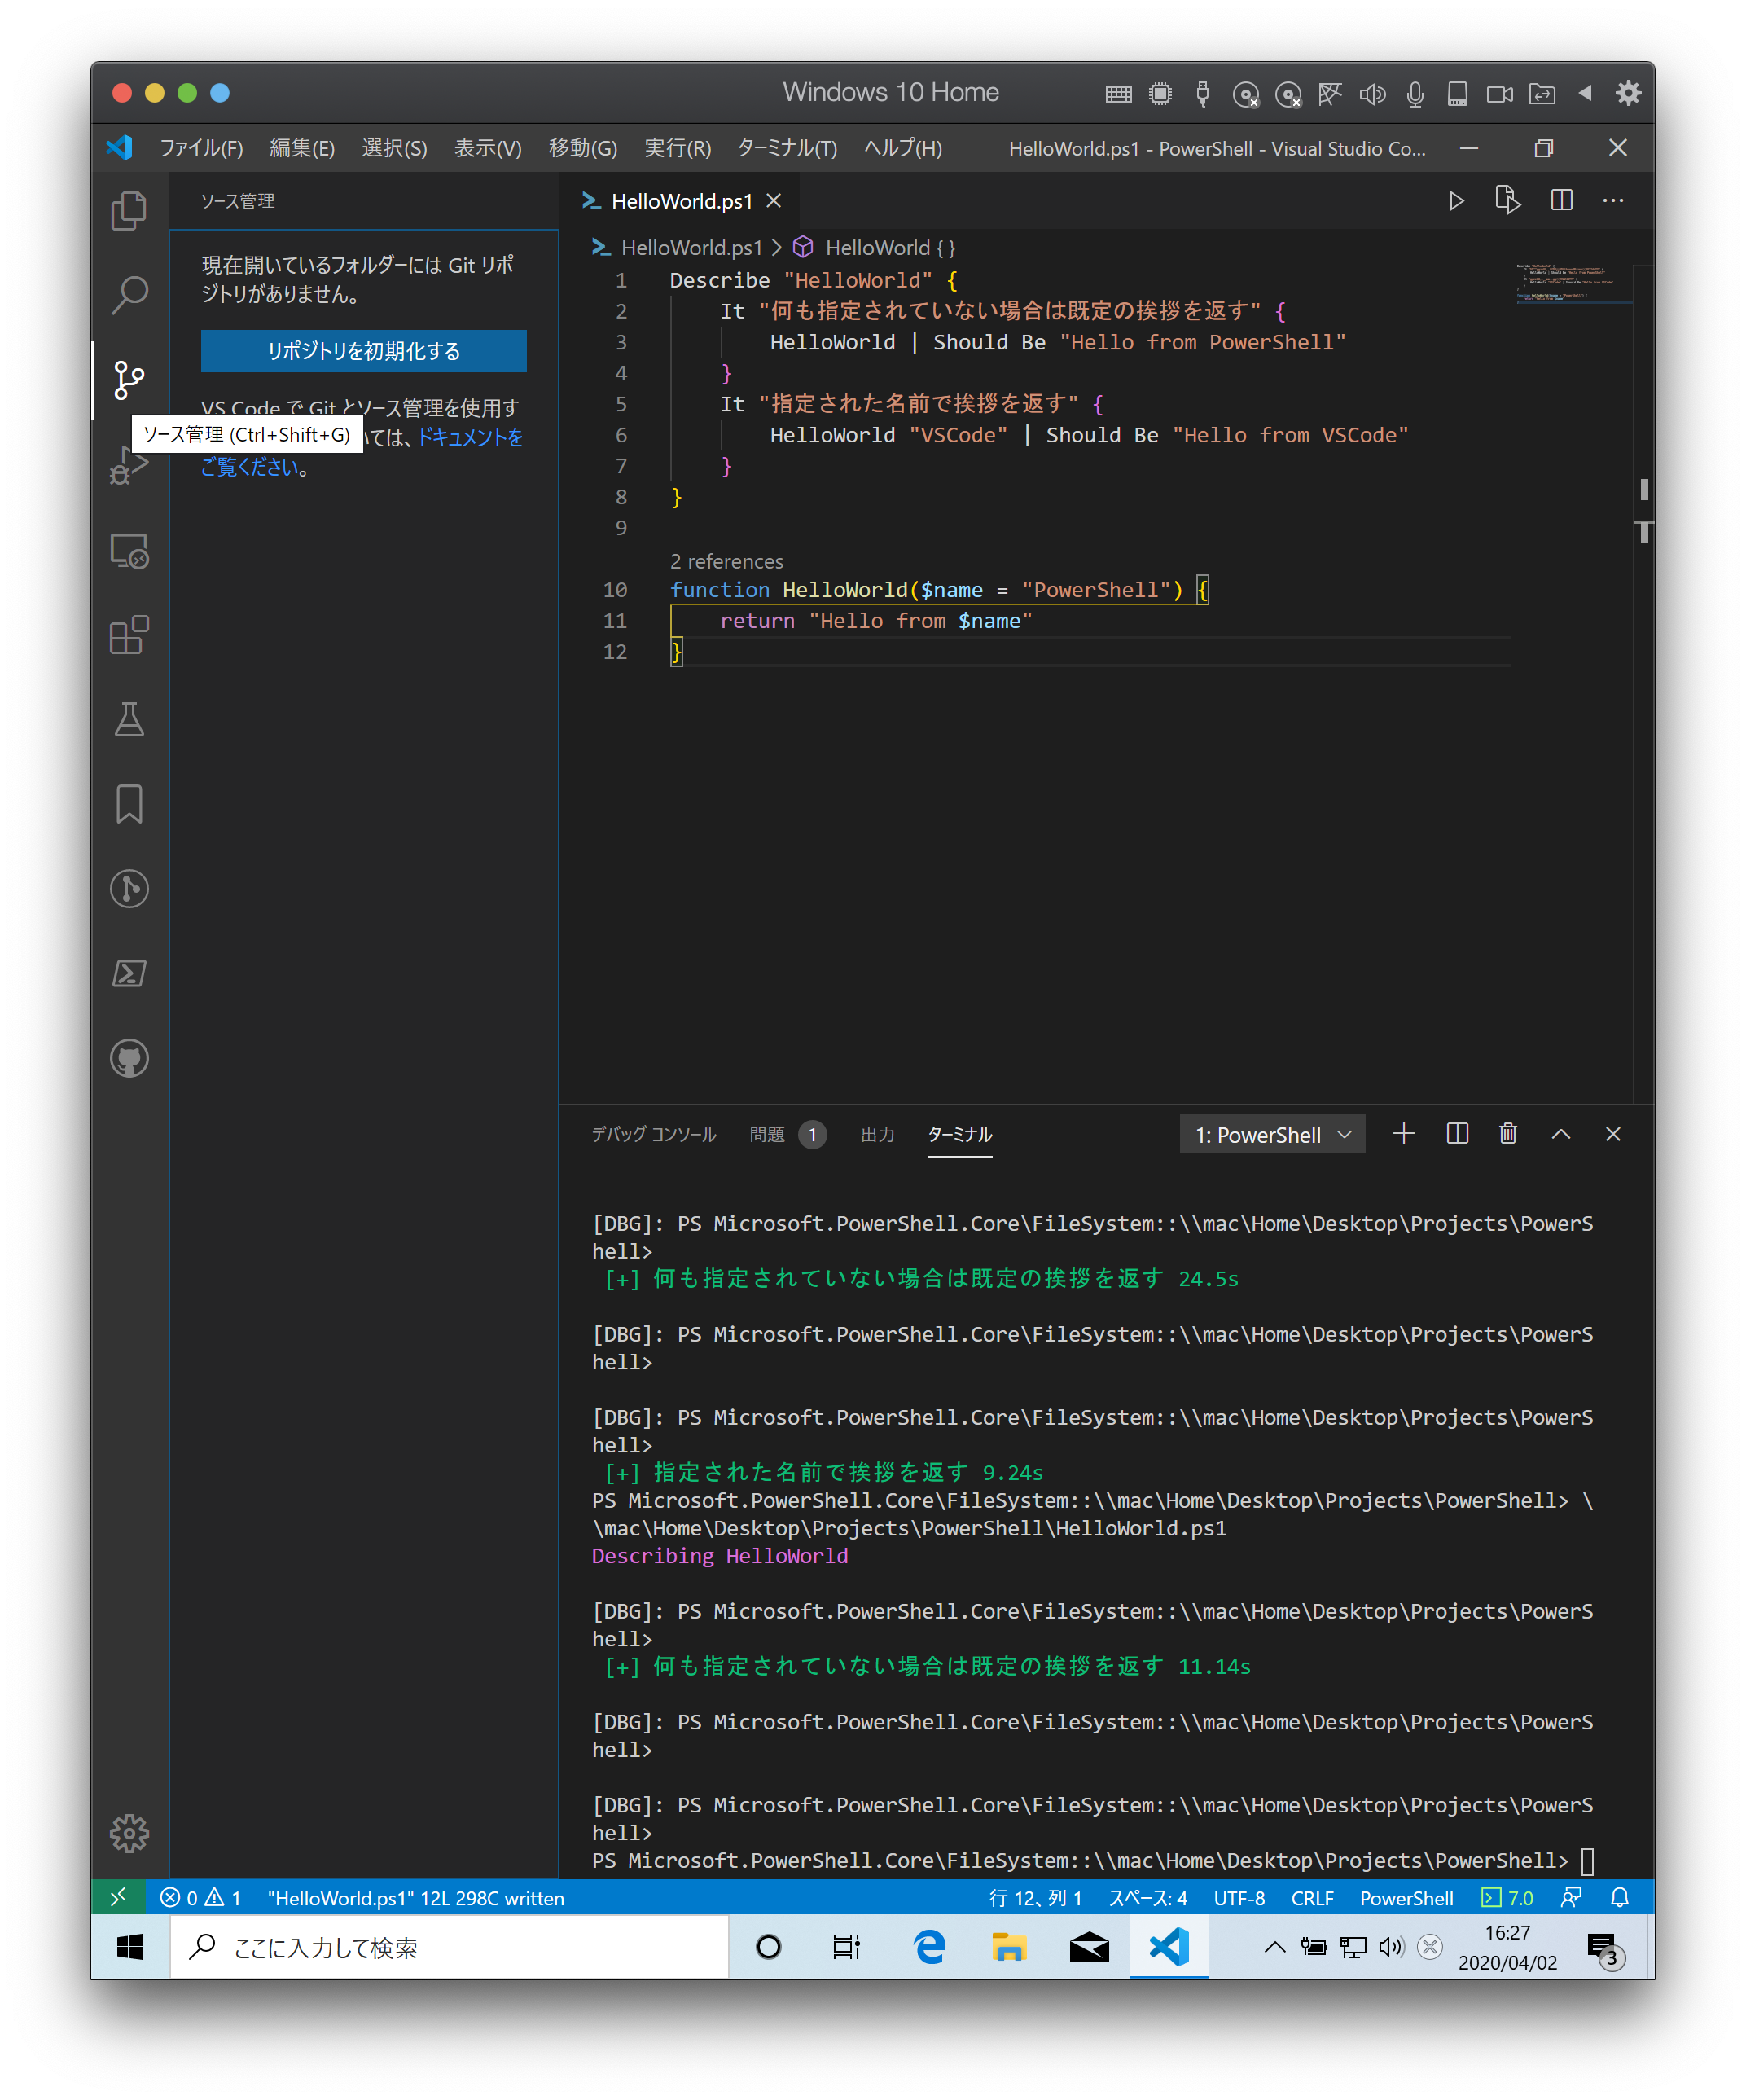 Windows 10 Home
ファイル(F) 編集(E) 選択(S) 表示(V) 移動(G) 実行(R) ターミナル(T) ヘルプ(H) HelloWorld.ps1 - PowerShell - Visual Studio Co...
ソース管理
現在開いているフォルダーには Git リポ
ジトリがありません。
リポジトリを初期化する
VS Code で Git とソース管理を使用す
ソース管理 (Ctrl+Shift+G)
いては、ドキュメントを
ご覧ください。
HelloWorld.ps1
HelloWorld.ps1 > HelloWorld { }
1 Describe "HelloWorld" {
2 It "何も指定されていない場合は既定の挨拶を返す" {
3 HelloWorld | Should Be "Hello from PowerShell"
4 }
5 It "指定された名前で挨拶を返す" {
6 HelloWorld "VSCode" | Should Be "Hello from VSCode"
7 }
8 }
9
2 references
10 function HelloWorld($name = "PowerShell") {
11 return "Hello from $name"
12 }
デバッグ コンソール 問題 1 出力 ターミナル 1: PowerShell
[DBG]: PS Microsoft.PowerShell.Core\FileSystem::\\mac\Home\Desktop\Projects\PowerS
hell>
[+] 何も指定されていない場合は既定の挨拶を返す 24.5s
[DBG]: PS Microsoft.PowerShell.Core\FileSystem::\\mac\Home\Desktop\Projects\PowerS
hell>
[DBG]: PS Microsoft.PowerShell.Core\FileSystem::\\mac\Home\Desktop\Projects\PowerS
hell>
[+] 指定された名前で挨拶を返す 9.24s
PS Microsoft.PowerShell.Core\FileSystem::\\mac\Home\Desktop\Projects\PowerShell> \
\mac\Home\Desktop\Projects\PowerShell\HelloWorld.ps1
Describing HelloWorld
[DBG]: PS Microsoft.PowerShell.Core\FileSystem::\\mac\Home\Desktop\Projects\PowerS
hell>
[+] 何も指定されていない場合は既定の挨拶を返す 11.14s
[DBG]: PS Microsoft.PowerShell.Core\FileSystem::\\mac\Home\Desktop\Projects\PowerS
hell>
[DBG]: PS Microsoft.PowerShell.Core\FileSystem::\\mac\Home\Desktop\Projects\PowerS
hell>
PS Microsoft.PowerShell.Core\FileSystem::\\mac\Home\Desktop\Projects\PowerShell>
0 1 "HelloWorld.ps1" 12L 298C written 行 12、列 1 スペース: 4 UTF-8 CRLF PowerShell 7.0
ここに入力して検索
16:27
2020/04/02
3